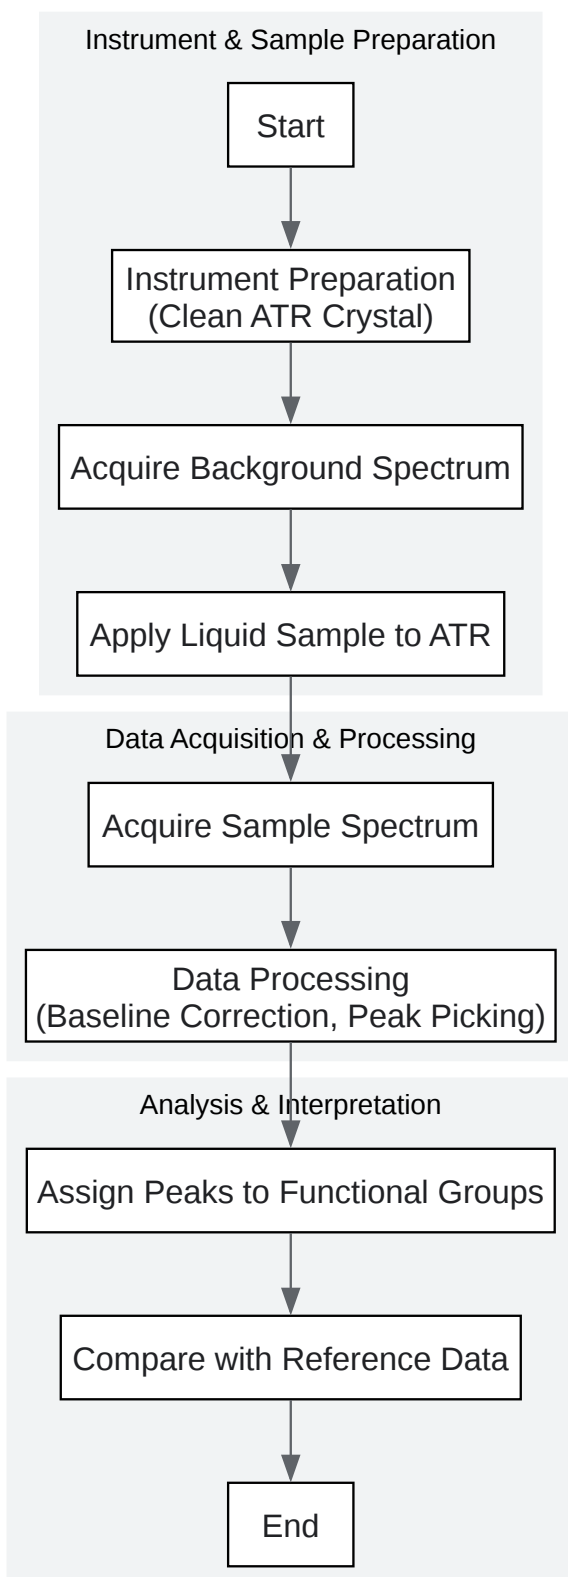 Instrument & Sample Preparation
Start
Instrument Preparation
(Clean ATR Crystal)
Acquire Background Spectrum
Apply Liquid Sample to ATR
Data Acquisition & Processing
Acquire Sample Spectrum
Data Processing
(Baseline Correction, Peak Picking)
Analysis & Interpretation
Assign Peaks to Functional Groups
Compare with Reference Data
End